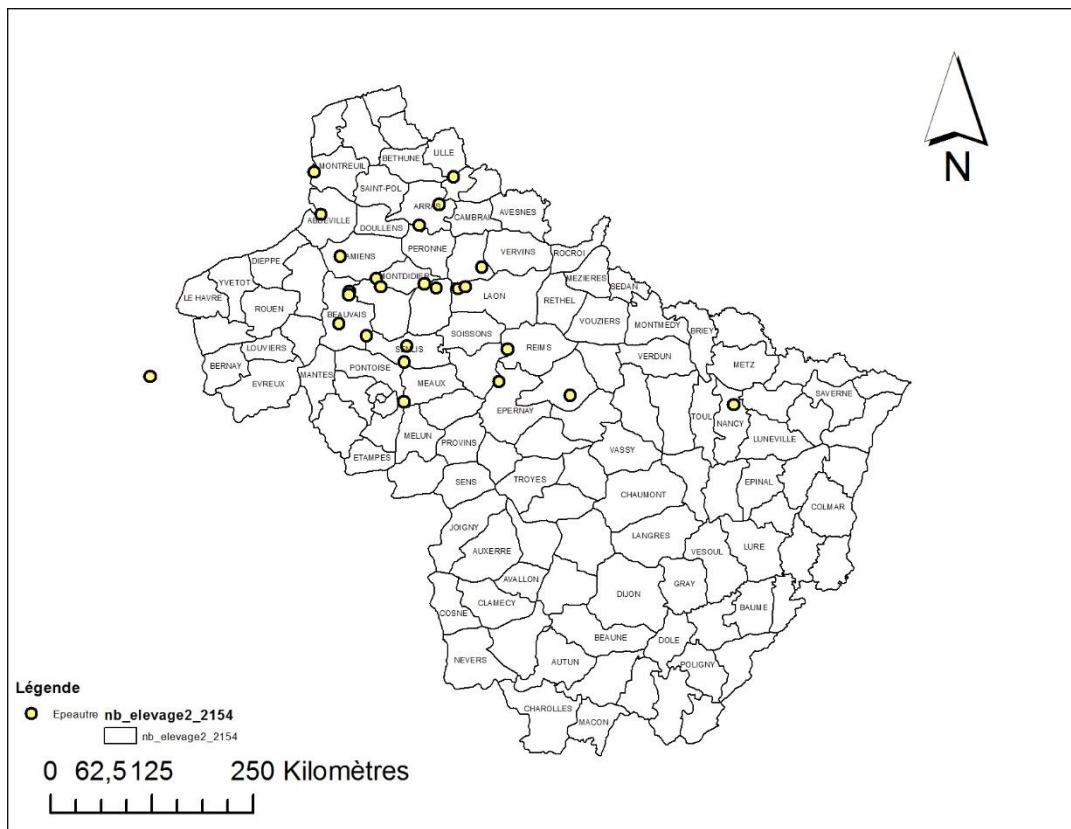 LILLE
BETHUNE
MONTREUIL
SAINT-POL
ARRAS
ABBEVILLE
CAMBRAI
AVESNES
DOULLENS
PERONNE
VERVINS
ROCROI
AMIENS
DIEPPE
MONTDIDIER
MEZIERES
YVETOT
SEDAN
LE HAVRE
LAON
RETHEL
ROUEN
BEAUVAIS
VOUZIERS
MONTMEDY
SOISSONS
BRIEY
LOUVIERS
SENLIS
REIMS
VERDUN
METZ
BERNAY
PONTOISE
EVREUX
MANTES
MEAUX
SAVERNE
EPERNAY
TOUL
NANCY
MELUN
PROVINS
LUNEVILLE
ETAMPES
VASSY
SENS
TROYES
EPINAL
CHAUMONT
COLMAR
JOIGNY
LANGRES
AUXERRE
VESOUL
LURE
AVALLON
DIJON
GRAY
CLAMECY
COSNE
BAUME
BEAUNE
DOLE
NEVERS
AUTUN
POLIGNY
CHAROLLES
MACON
N
Légende
Epeautre nb_elevage2_2154
nb_elevage2_2154
0 62,5 125 250 Kilomètres